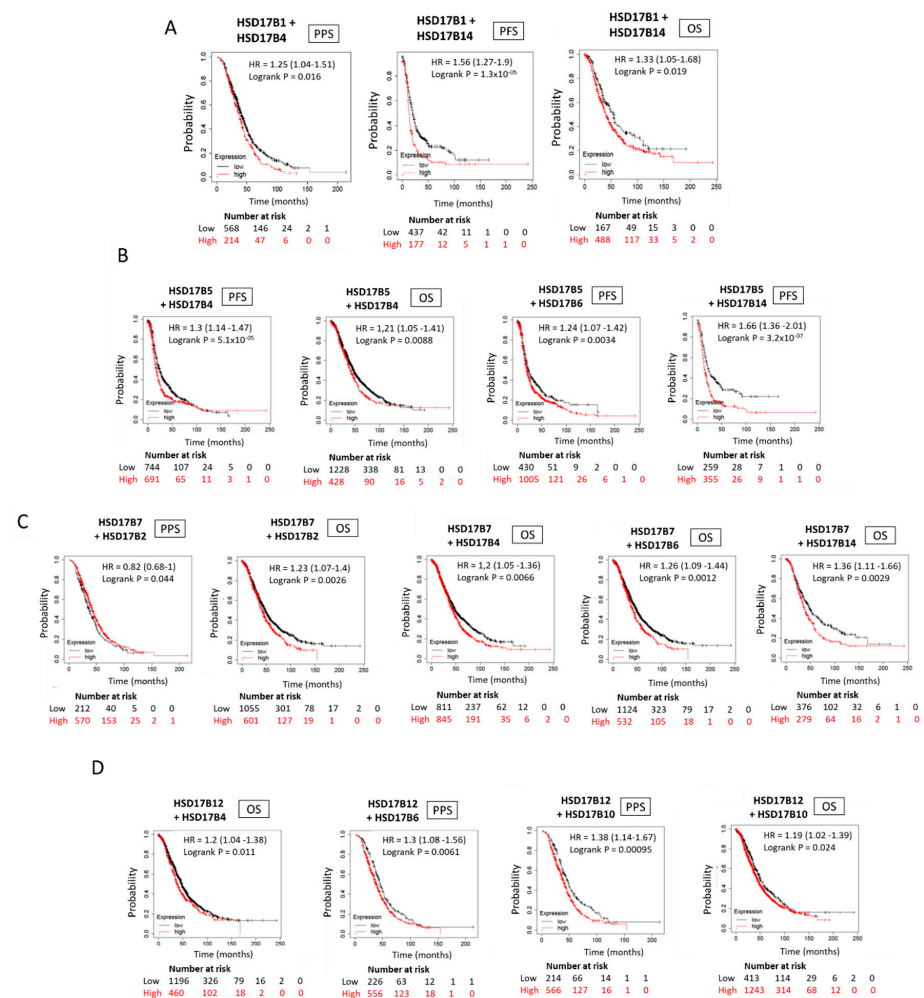 A
HSD17B1 +
HSD17B4
PPS
HR = 1.25 (1.04-1.51)
Logrank P = 0.016
Probability
Expression
low
high
Time (months)
Number at risk
Low 568 146 24 2 1
High 214 47 6 0 0
HSD17B1 +
HSD17B14
PFS
HR = 1.56 (1.27-1.9)
Logrank P = 1.3x10-05
Probability
Expression
low
high
Time (months)
Number at risk
Low 437 42 11 1 0 0
High 177 12 5 1 1 0
HSD17B1 +
HSD17B14
OS
HR = 1.33 (1.05-1.68)
Logrank P = 0.019
Probability
Expression
low
high
Time (months)
Number at risk
Low 167 49 15 3 0 0
High 488 117 33 5 2 0
B
HSD17B5
+ HSD17B4
PFS
HR = 1.3 (1.14 -1.47)
Logrank P = 5.1x10-05
Probability
Expression
low
high
Time (months)
Number at risk
Low 744 107 24 5 0 0
High 691 65 11 3 1 0
HSD17B5
+ HSD17B4
OS
HR = 1,21 (1.05 -1.41)
Logrank P = 0.0088
Probability
Expression
low
high
Time (months)
Number at risk
Low 1228 338 81 13 0 0
High 428 90 16 5 2 0
HSD17B5
+ HSD17B6
PFS
HR = 1.24 (1.07 -1.42)
Logrank P = 0.0034
Probability
Expression
low
high
Time (months)
Number at risk
Low 430 51 9 2 0 0
High 1005 121 26 6 1 0
HSD17B5
+ HSD17B14
PFS
HR = 1.66 (1.36 -2.01)
Logrank P = 3.2x10-07
Probability
Expression
low
high
Time (months)
Number at risk
Low 259 28 7 1 0 0
High 355 26 9 1 1 0
C
HSD17B7
+ HSD17B2
PPS
HR = 0.82 (0.68-1)
Logrank P = 0.044
Probability
Expression
low
high
Time (months)
Number at risk
Low 212 40 5 0 0
High 570 153 25 2 1
HSD17B7
+ HSD17B2
OS
HR = 1.23 (1.07-1.4)
Logrank P = 0.0026
Probability
Expression
low
high
Time (months)
Number at risk
Low 1055 301 78 17 2 0
High 601 127 19 1 0 0
HSD17B7
+ HSD17B4
OS
HR = 1,2 (1.05 -1.36)
Logrank P = 0.0066
Probability
Expression
low
high
Time (months)
Number at risk
Low 811 237 62 12 0 0
High 845 191 35 6 2 0
HSD17B7
+ HSD17B6
OS
HR = 1.26 (1.09 -1.44)
Logrank P = 0.0012
Probability
Expression
low
high
Time (months)
Number at risk
Low 1124 323 79 17 2 0
High 532 105 18 1 0 0
HSD17B7
+ HSD17B14
OS
HR = 1.36 (1.11 -1.66)
Logrank P = 0.0029
Probability
Expression
low
high
Time (months)
Number at risk
Low 376 102 32 6 1 0
High 279 64 16 2 1 0
D
HSD17B12
+ HSD17B4
OS
HR = 1.2 (1.04 -1.38)
Logrank P = 0.011
Probability
Expression
low
high
Time (months)
Number at risk
Low 1196 326 79 16 2 0
High 460 102 18 2 0 0
HSD17B12
+ HSD17B6
PPS
HR = 1.3 (1.08 -1.56)
Logrank P = 0.0061
Probability
Expression
low
high
Time (months)
Number at risk
Low 226 63 12 1 1
High 556 123 18 1 0
HSD17B12
+ HSD17B10
PPS
HR = 1.38 (1.14-1.67)
Logrank P = 0.00095
Probability
Expression
low
high
Time (months)
Number at risk
Low 214 66 14 1 1
High 566 127 16 1 0
HSD17B12
+ HSD17B10
OS
HR = 1.19 (1.02 -1.39)
Logrank P = 0.024
Probability
Expression
low
high
Time (months)
Number at risk
Low 413 114 29 6 2 0
High 1243 314 68 12 0 0